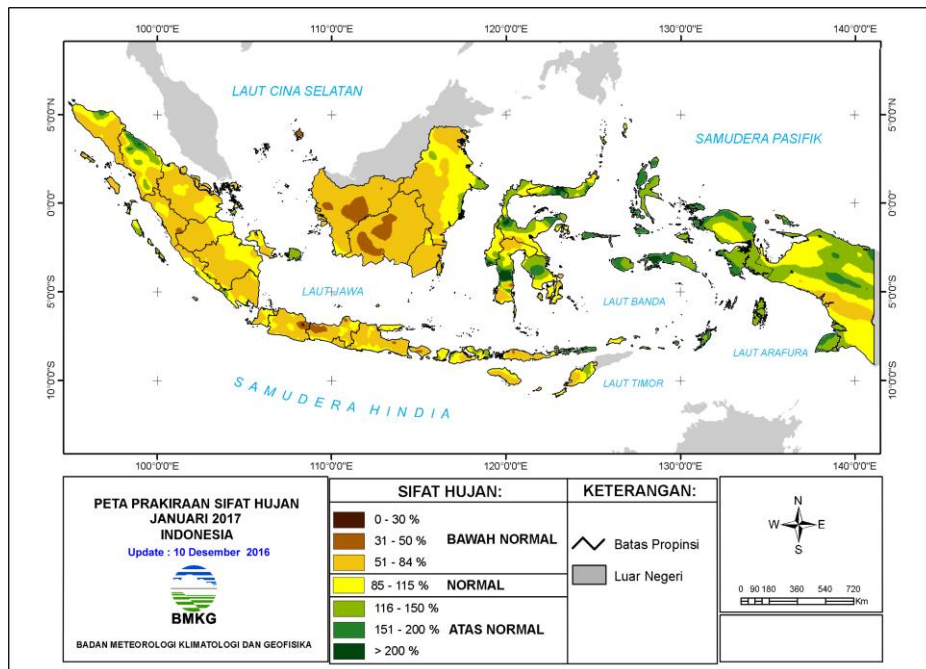 100°0'0"E 110°0'0"E 120°0'0"E 130°0'0"E 140°0'0"E
LAUT CINA SELATAN
5°0'0"N 5°0'0"N
SAMUDERA PASIFIK
0°0'0" 0°0'0"
LAUT JAWA
5°0'0"S 5°0'0"S
LAUT BANDA
LAUT ARAFURA
LAUT TIMOR
10°0'0"S 10°0'0"S
SAMUDERA HINDIA
100°0'0"E 110°0'0"E 120°0'0"E 130°0'0"E 140°0'0"E
PETA PRAKIRAAN SIFAT HUJAN
JANUARI 2017
INDONESIA
Update : 10 Desember 2016
BMKG
BADAN METEOROLOGI KLIMATOLOGI DAN GEOFISIKA
SIFAT HUJAN:
0 - 30 %
31 - 50 % BAWAH NORMAL
51 - 84 %
85 - 115 % NORMAL
116 - 150 %
151 - 200 % ATAS NORMAL
> 200 %
KETERANGAN:
Batas Propinsi
Luar Negeri
N
W E
S
0 90 180 360 540 720
Km